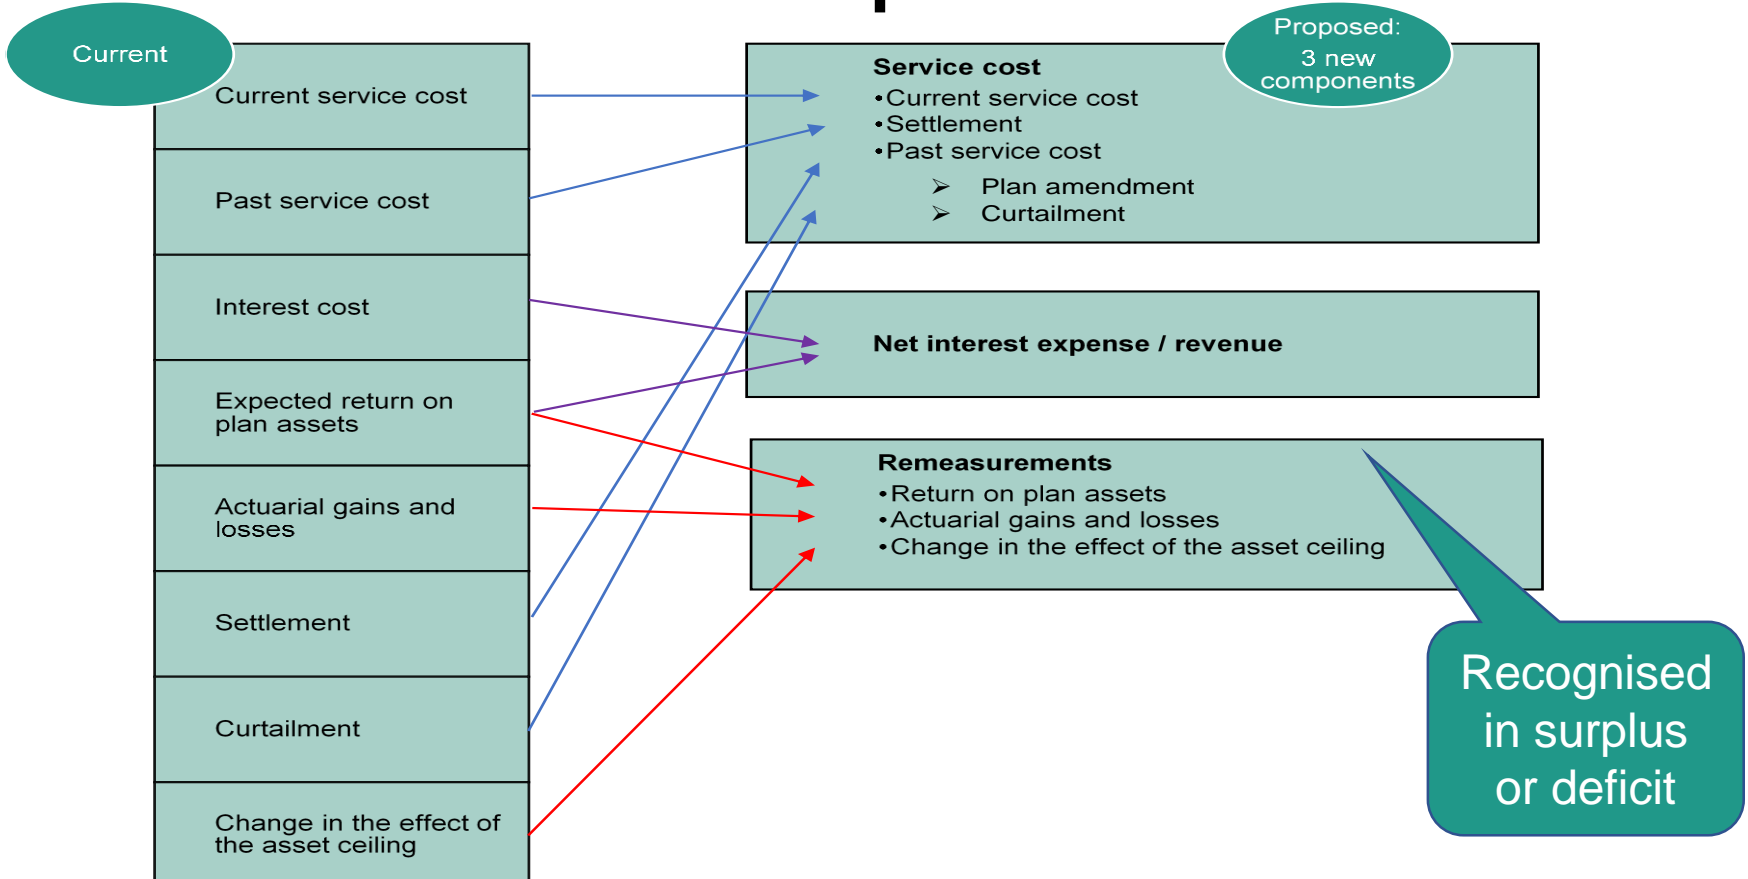 Current
Current service cost
Past service cost
Interest cost
Expected return on
plan assets
Actuarial gains and
losses
Settlement
Curtailment
Change in the effect of
the asset ceiling
Proposed:
3 new
components
Service cost
•Current service cost
•Settlement
•Past service cost
➢ Plan amendment
➢ Curtailment
Net interest expense / revenue
Remeasurements
•Return on plan assets
•Actuarial gains and losses
•Change in the effect of the asset ceiling
Recognised
in surplus
or deficit